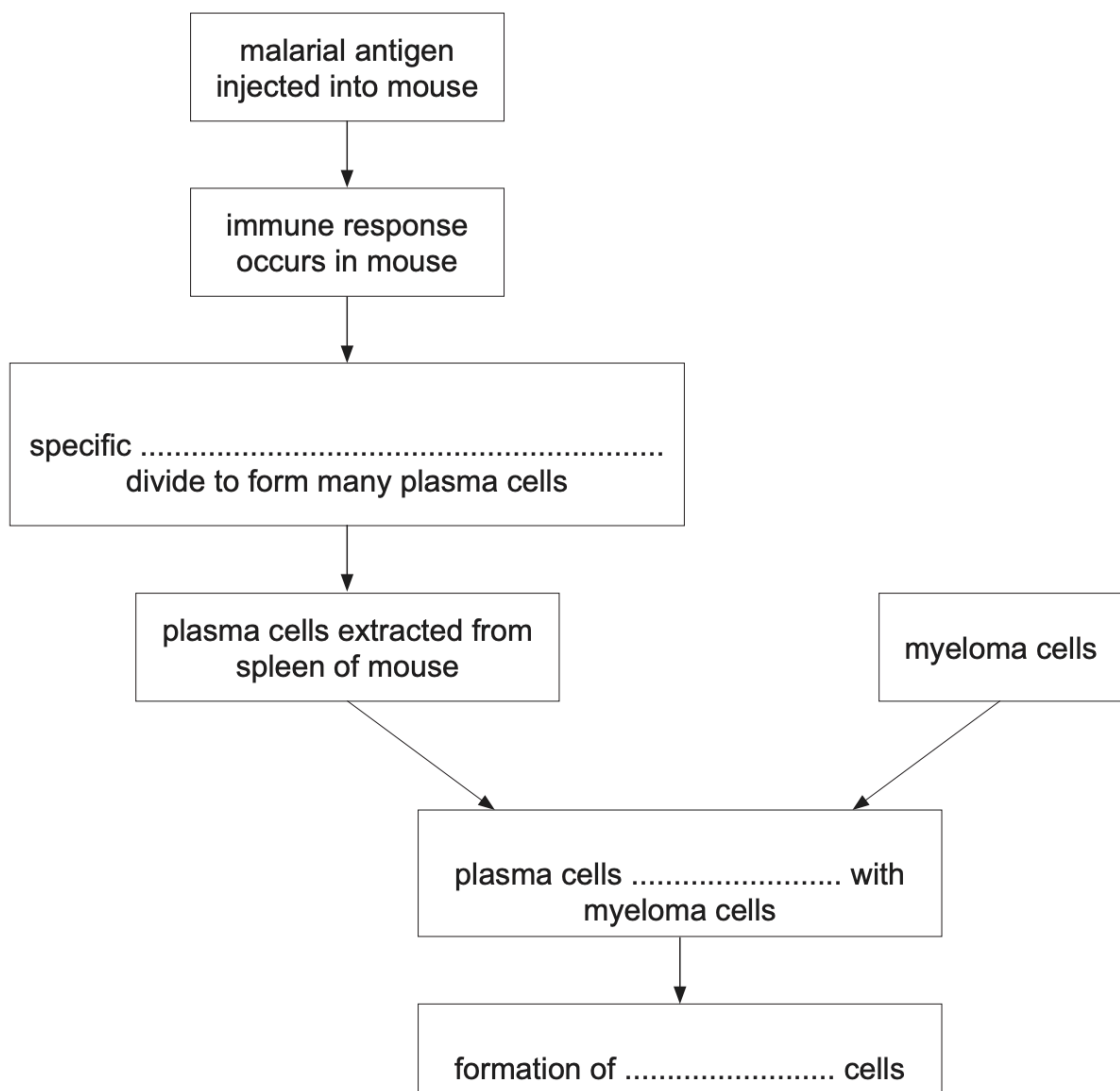 malarial antigen
injected into mouse
immune response
occurs in mouse
specific ..............................................................
divide to form many plasma cells
plasma cells extracted from
spleen of mouse
myeloma cells
plasma cells ......................... with
myeloma cells
formation of ......................... cells